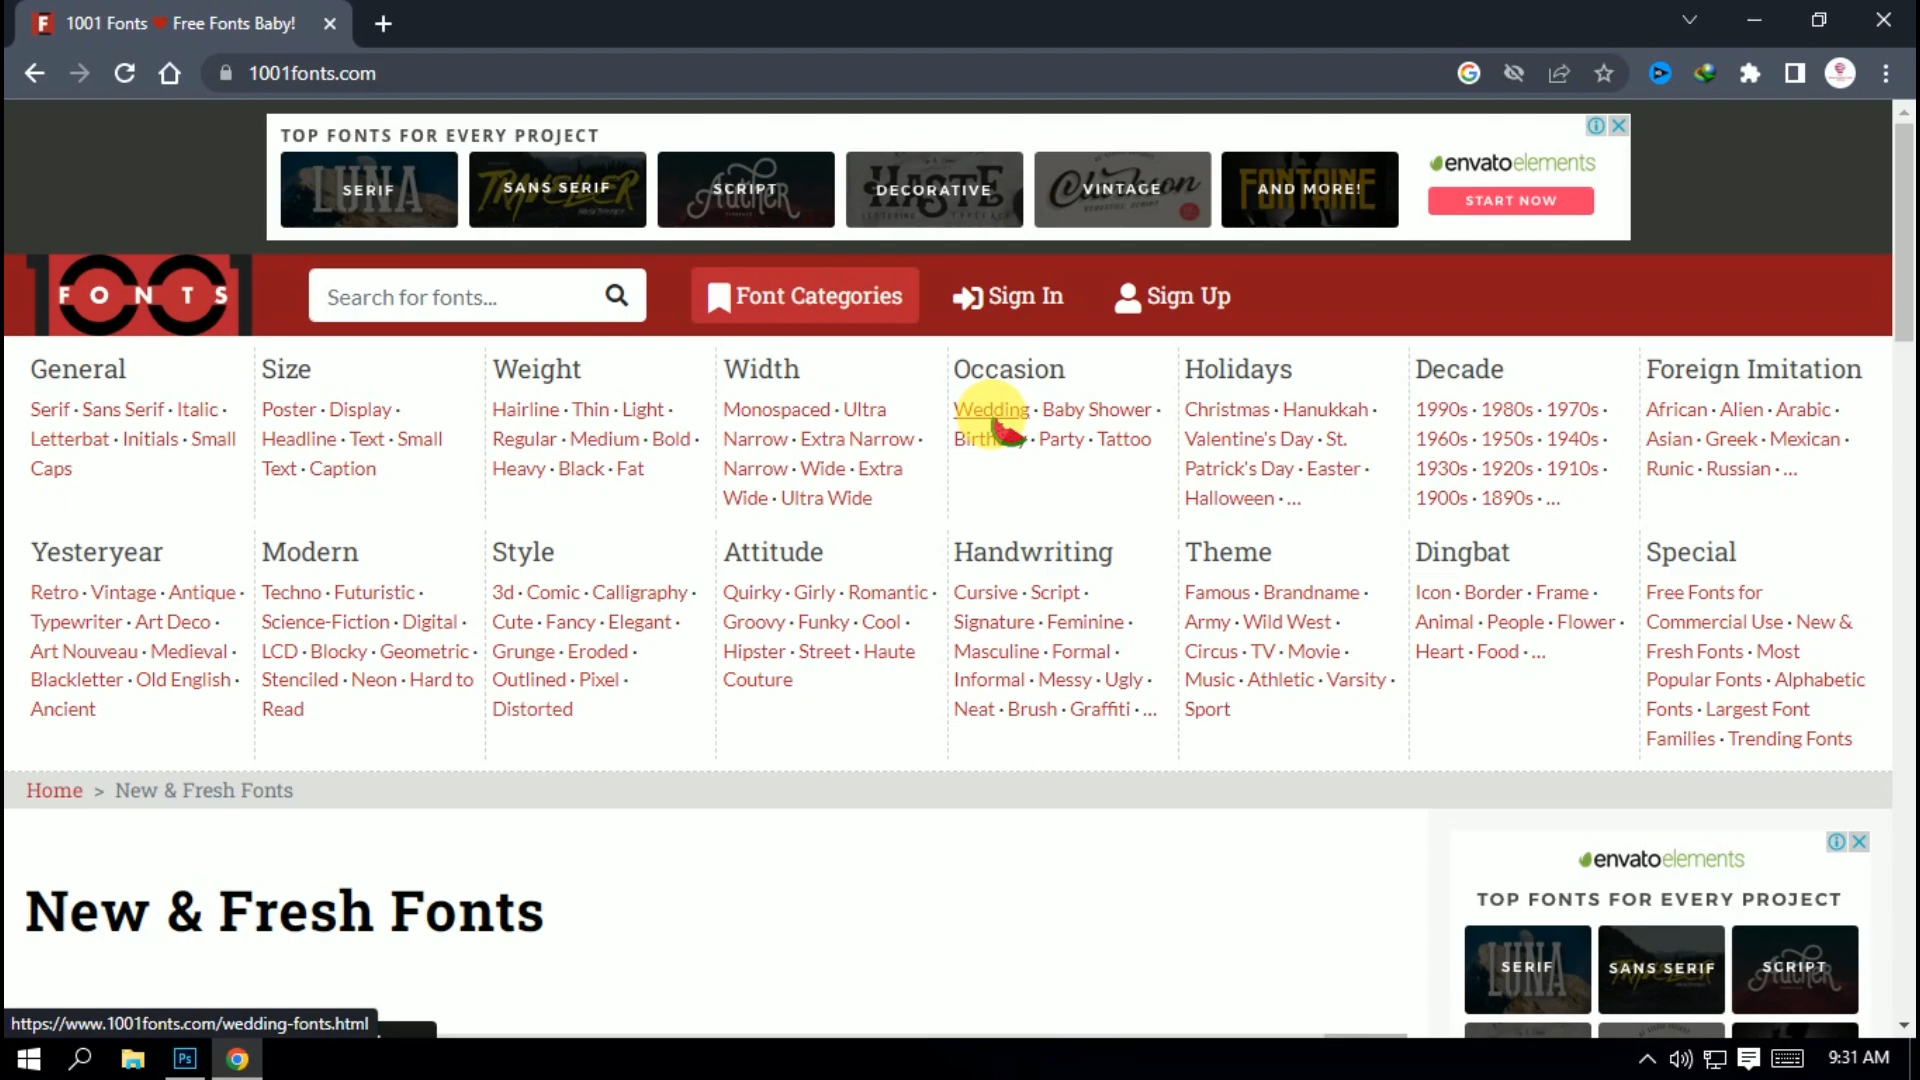 1001 Fonts ❤ Free Fonts Baby!
1001fonts.com
TOP FONTS FOR EVERY PROJECT
LUNA SERIF
TRAVELLER SANS SERIF
Author SCRIPT
HASTE DECORATIVE
VINTAGE
FONTAINE AND MORE!
envatoelements
START NOW
1001 FONTS
Search for fonts...
Font Categories
Sign In
Sign Up
General
Serif · Sans Serif · Italic ·
Letterbat · Initials · Small
Caps
Size
Poster · Display ·
Headline · Text · Small
Text · Caption
Weight
Hairline · Thin · Light ·
Regular · Medium · Bold ·
Heavy · Black · Fat
Width
Monospaced · Ultra
Narrow · Extra Narrow ·
Narrow · Wide · Extra
Wide · Ultra Wide
Occasion
Wedding · Baby Shower ·
Birthday · Party · Tattoo
Holidays
Christmas · Hanukkah ·
Valentine's Day · St.
Patrick's Day · Easter ·
Halloween · ...
Decade
1990s · 1980s · 1970s ·
1960s · 1950s · 1940s ·
1930s · 1920s · 1910s ·
1900s · 1890s · ...
Foreign Imitation
African · Alien · Arabic ·
Asian · Greek · Mexican ·
Runic · Russian · ...
Yesteryear
Retro · Vintage · Antique ·
Typewriter · Art Deco ·
Art Nouveau · Medieval ·
Blackletter · Old English ·
Ancient
Modern
Techno · Futuristic ·
Science-Fiction · Digital ·
LCD · Blocky · Geometric ·
Stenciled · Neon · Hard to
Read
Style
3d · Comic · Calligraphy ·
Cute · Fancy · Elegant ·
Grunge · Eroded ·
Outlined · Pixel ·
Distorted
Attitude
Quirky · Girly · Romantic ·
Groovy · Funky · Cool ·
Hipster · Street · Haute
Couture
Handwriting
Cursive · Script ·
Signature · Feminine ·
Masculine · Formal ·
Informal · Messy · Ugly ·
Neat · Brush · Graffiti · ...
Theme
Famous · Brandname ·
Army · Wild West ·
Circus · TV · Movie ·
Music · Athletic · Varsity ·
Sport
Dingbat
Icon · Border · Frame ·
Animal · People · Flower ·
Heart · Food · ...
Special
Free Fonts for
Commercial Use · New &
Fresh Fonts · Most
Popular Fonts · Alphabetic
Fonts · Largest Font
Families · Trending Fonts
Home > New & Fresh Fonts
New & Fresh Fonts
envatoelements
TOP FONTS FOR EVERY PROJECT
LUNA SERIF
SANS SERIF
Author SCRIPT
https://www.1001fonts.com/wedding-fonts.html
Ps
9:31 AM